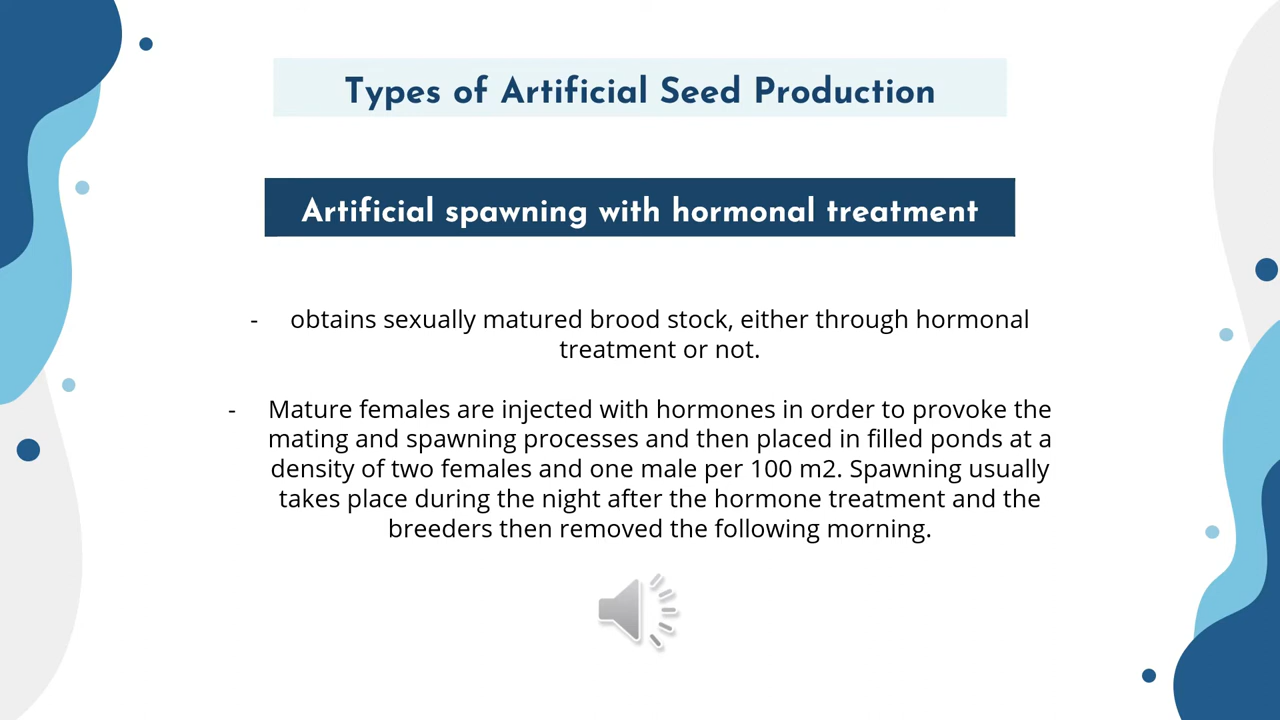 Types of Artificial Seed Production
Artificial spawning with hormonal treatment
- obtains sexually matured brood stock, either through hormonal
treatment or not.
- Mature females are injected with hormones in order to provoke the
mating and spawning processes and then placed in filled ponds at a
density of two females and one male per 100 m2. Spawning usually
takes place during the night after the hormone treatment and the
breeders then removed the following morning.